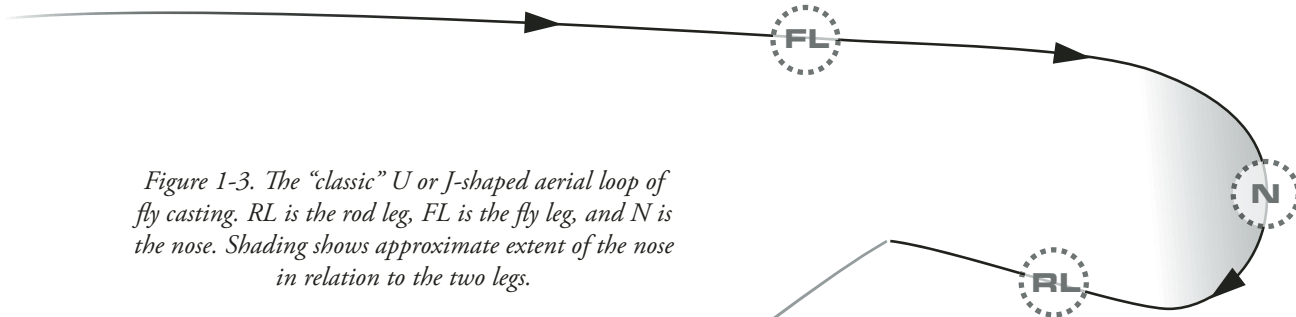 FL
N
Figure 1-3. The “classic” U or J-shaped aerial loop of
fly casting. RL is the rod leg, FL is the fly leg, and N is
the nose. Shading shows approximate extent of the nose
in relation to the two legs.
RL